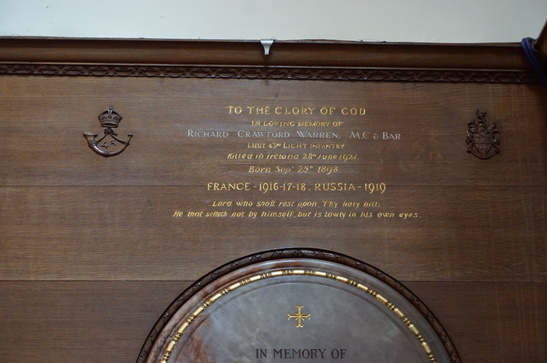 TO THE GLORY OF GOD
IN LOVING MEMORY OF
RICHARD CRAWFORD WARREN, M.C & BAR.
LIEUT 43RD LIGHT INFANTRY
Killed in Ireland 28th June 1921.
Born Sept 25th 1898.
FRANCE - 1916-17-18. RUSSIA - 1919
Lord who shall rest upon Thy holy hill,
He that setteth not by himself, but is lowly in his own eyes.
IN MEMORY OF